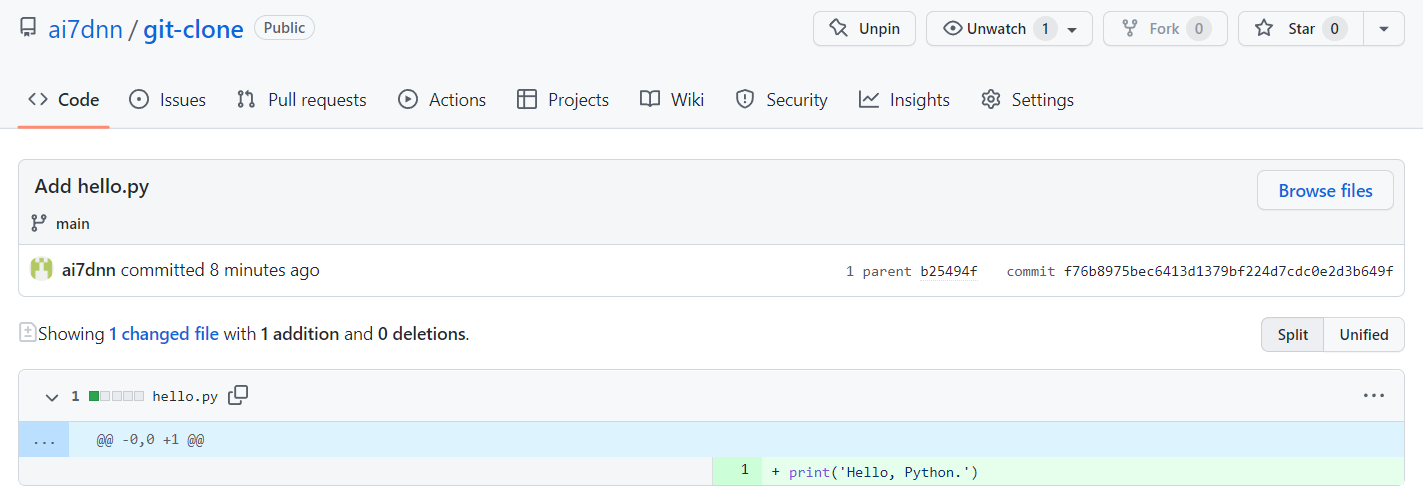 ai7dnn / git-clone Public Unpin Unwatch 1 Fork 0 Star 0
Code Issues Pull requests Actions Projects Wiki Security Insights Settings
Add hello.py Browse files
main
ai7dnn committed 8 minutes ago 1 parent b25494f commit f76b8975bec6413d1379bf224d7cdc0e2d3b649f
Showing 1 changed file with 1 addition and 0 deletions. Split Unified
1 hello.py ...
... @@ -0,0 +1 @@
1 + print('Hello, Python.')